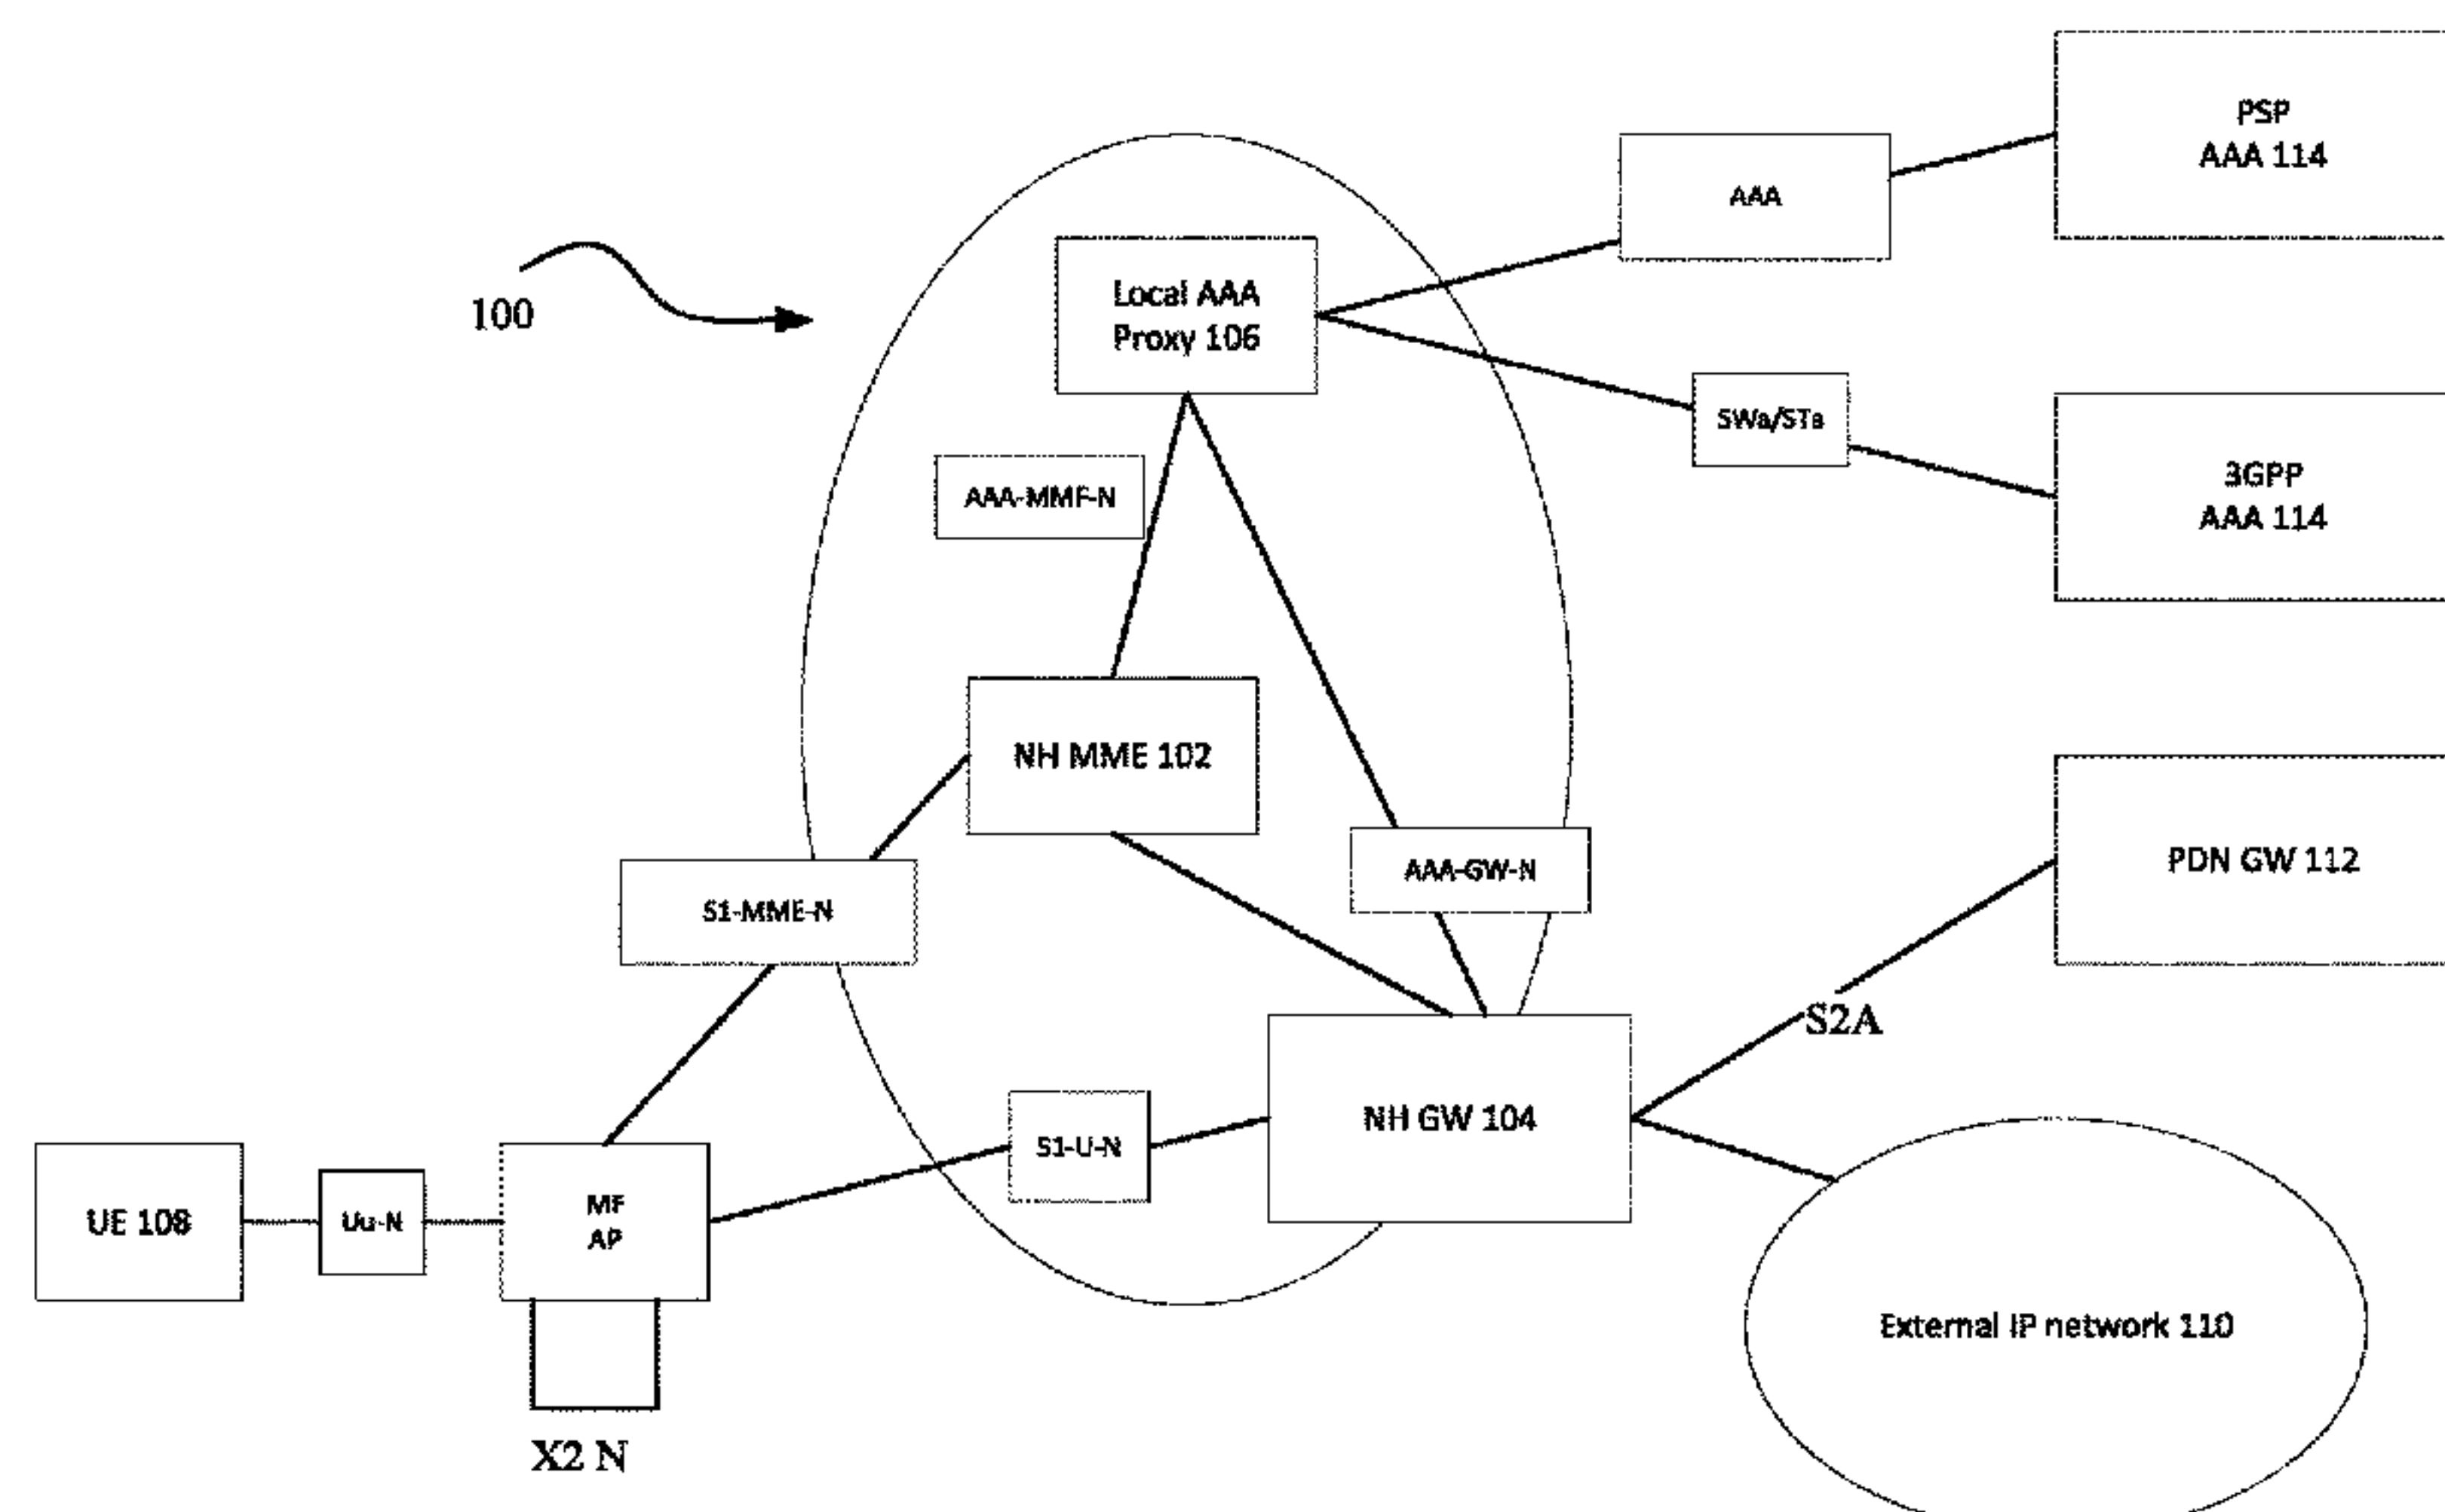 PSP
AAA 114
AAA
100
Local AAA
Proxy 106
SWa/STa
3GPP
AAA 114
AAA-MMF-N
NH MME 102
AAA-GW-N
PDN GW 112
S1-MME-N
S2A
NH GW 104
S1-U-N
UE 108
Uu-N
MF
AP
External IP network 110
X2 N